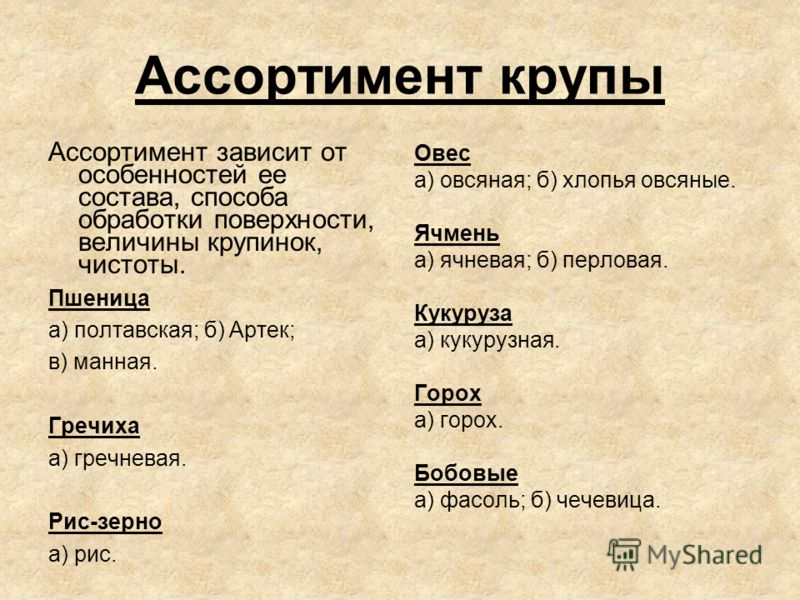 Ассортимент крупы
Ассортимент зависит от
особенностей ее
состава, способа
обработки поверхности,
величины крупинок,
чистоты.
Пшеница
а) полтавская; б) Артек;
в) манная.
Гречиха
а) гречневая.
Рис-зерно
а) рис.
Овес
а) овсяная; б) хлопья овсяные.
Ячмень
а) ячневая; б) перловая.
Кукуруза
а) кукурузная.
Горох
а) горох.
Бобовые
а) фасоль; б) чечевица.
MyShared